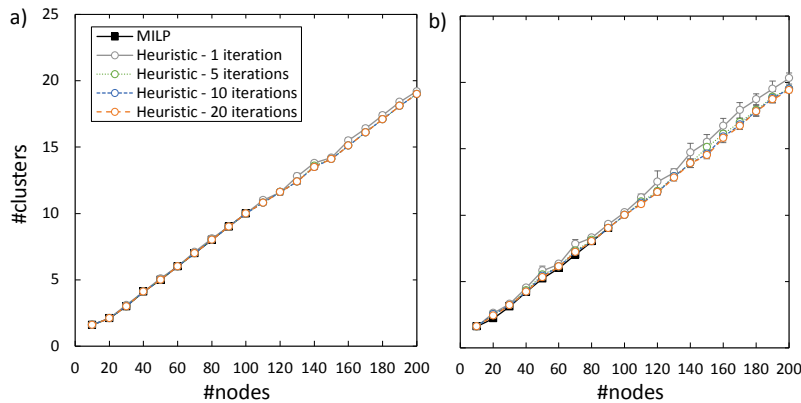 a)
b)
MILP
Heuristic - 1 iteration
Heuristic - 5 iterations
Heuristic - 10 iterations
Heuristic - 20 iterations
#clusters
25
20
15
10
5
0
0 20 40 60 80 100 120 140 160 180 200
#nodes
0 20 40 60 80 100 120 140 160 180 200
#nodes